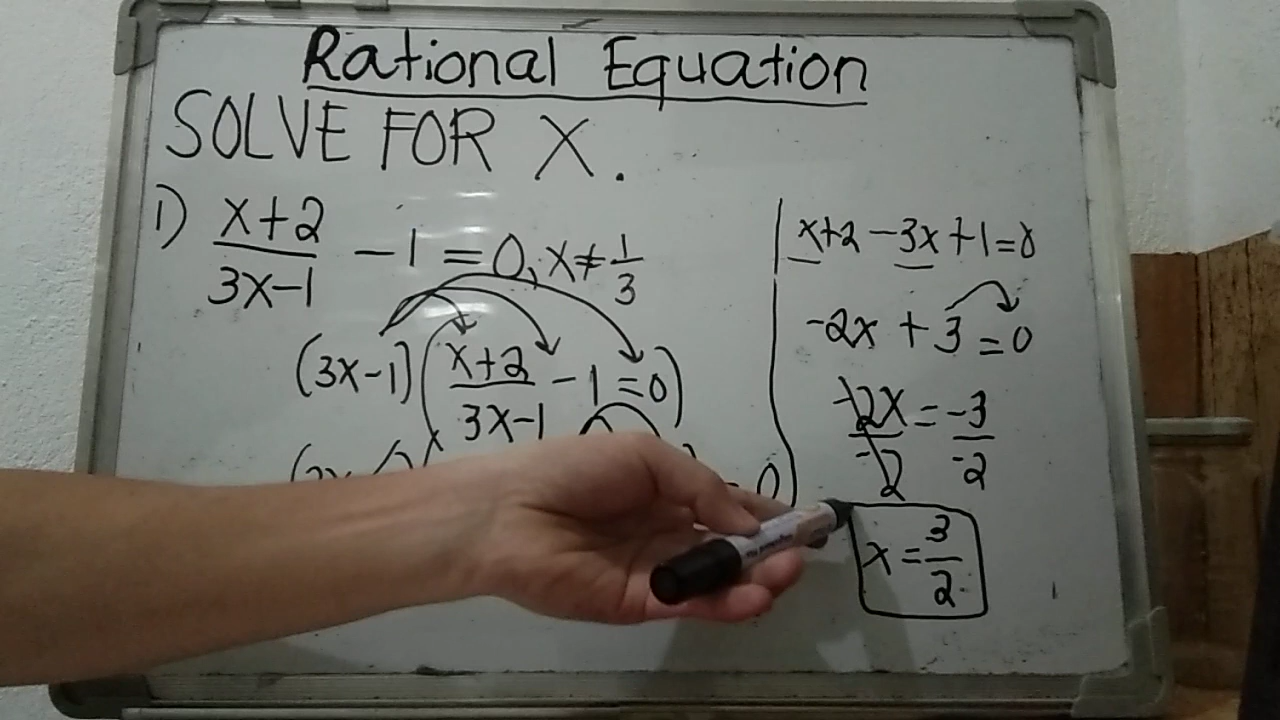 Rational Equation
SOLVE FOR X.
1) (x+2)/(3x-1) - 1 = 0, x ≠ 1/3
(3x-1) ( (x+2)/(3x-1) - 1 = 0 )
= 0
x+2 -3x +1 = 0
-2x + 3 = 0
-2x/-2 = -3/-2
x = 3/2